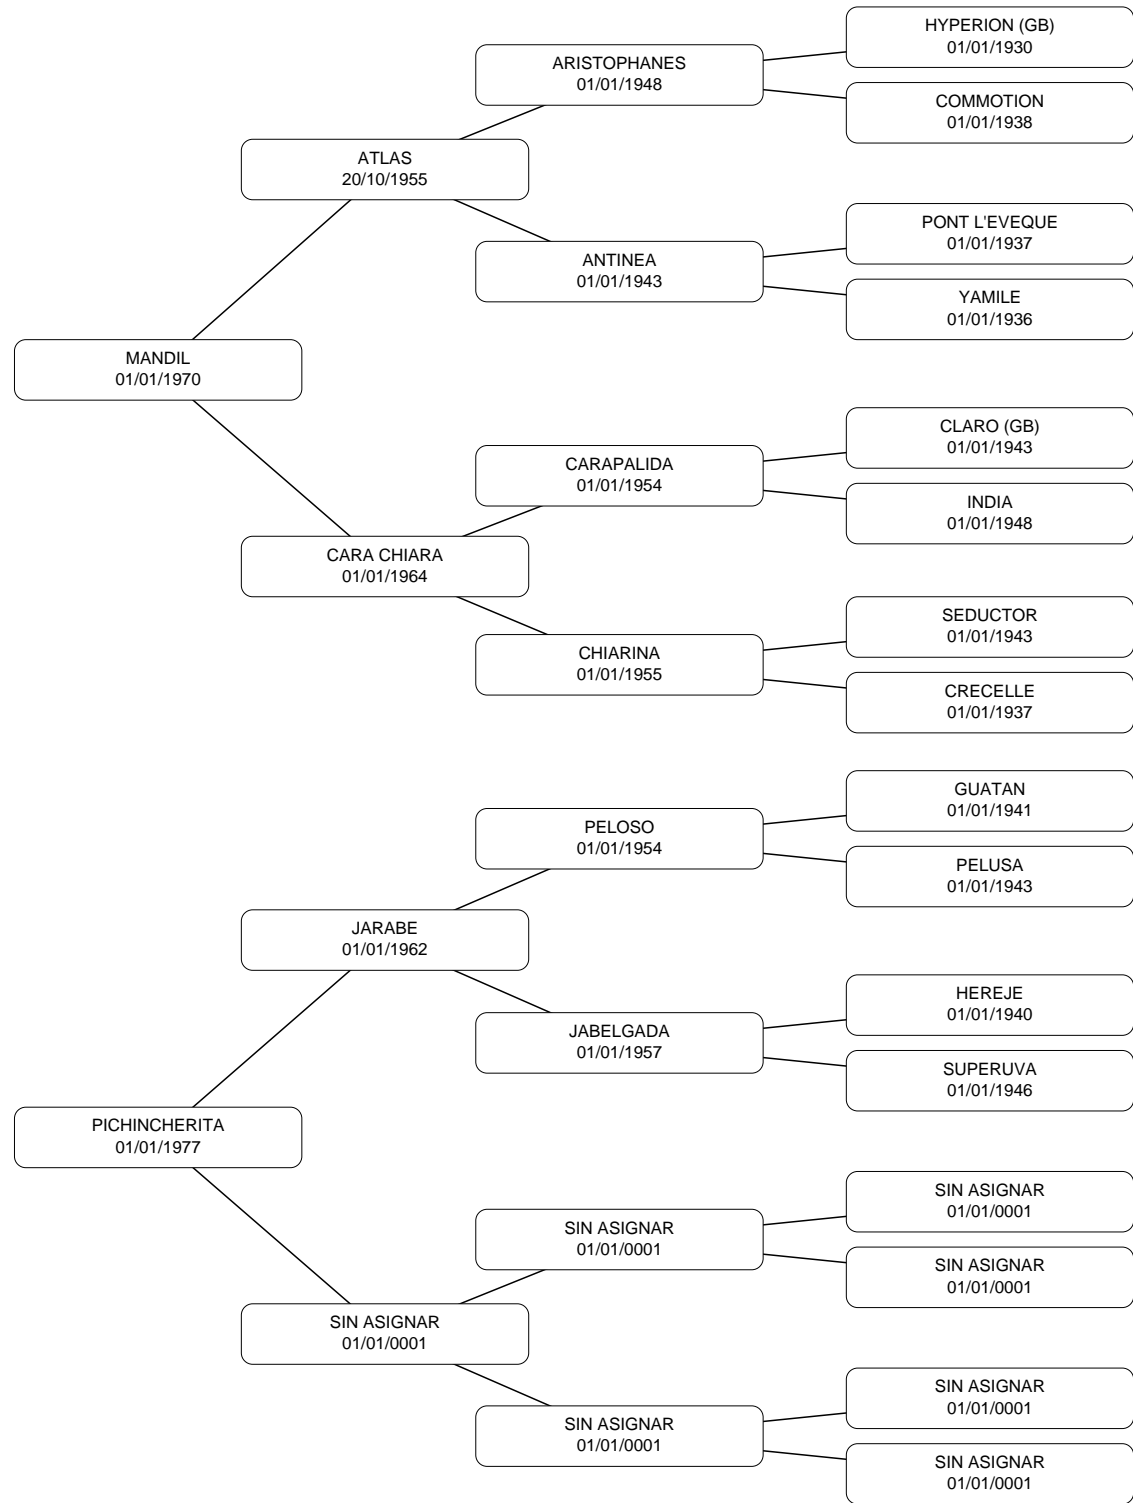 HYPERION (GB)
01/01/1930
ARISTOPHANES
01/01/1948
COMMOTION
01/01/1938
ATLAS
20/10/1955
PONT L'EVEQUE
01/01/1937
ANTINEA
01/01/1943
YAMILE
01/01/1936
MANDIL
01/01/1970
CLARO (GB)
01/01/1943
CARAPALIDA
01/01/1954
INDIA
01/01/1948
CARA CHIARA
01/01/1964
SEDUCTOR
01/01/1943
CHIARINA
01/01/1955
CRECELLE
01/01/1937
GUATAN
01/01/1941
PELOSO
01/01/1954
PELUSA
01/01/1943
JARABE
01/01/1962
HEREJE
01/01/1940
JABELGADA
01/01/1957
SUPERUVA
01/01/1946
PICHINCHERITA
01/01/1977
SIN ASIGNAR
01/01/0001
SIN ASIGNAR
01/01/0001
SIN ASIGNAR
01/01/0001
SIN ASIGNAR
01/01/0001
SIN ASIGNAR
01/01/0001
SIN ASIGNAR
01/01/0001
SIN ASIGNAR
01/01/0001